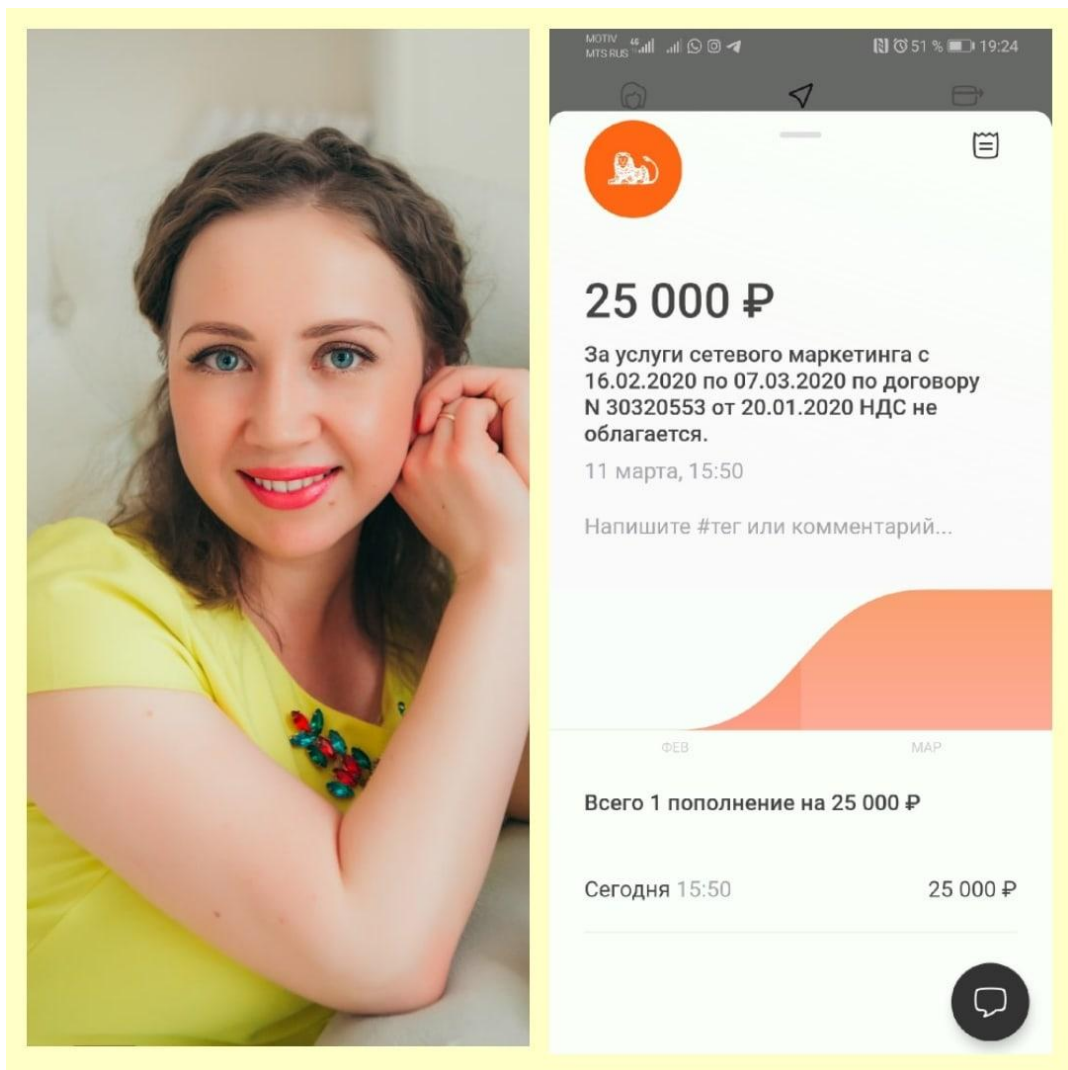 MOTIV
MTS RUS
51 % 19:24
25 000 ₽
За услуги сетевого маркетинга с
16.02.2020 по 07.03.2020 по договору
N 30320553 от 20.01.2020 НДС не
облагается.
11 марта, 15:50
Напишите #тег или комментарий...
ФЕВ МАР
Всего 1 пополнение на 25 000 ₽
Сегодня 15:50 25 000 ₽